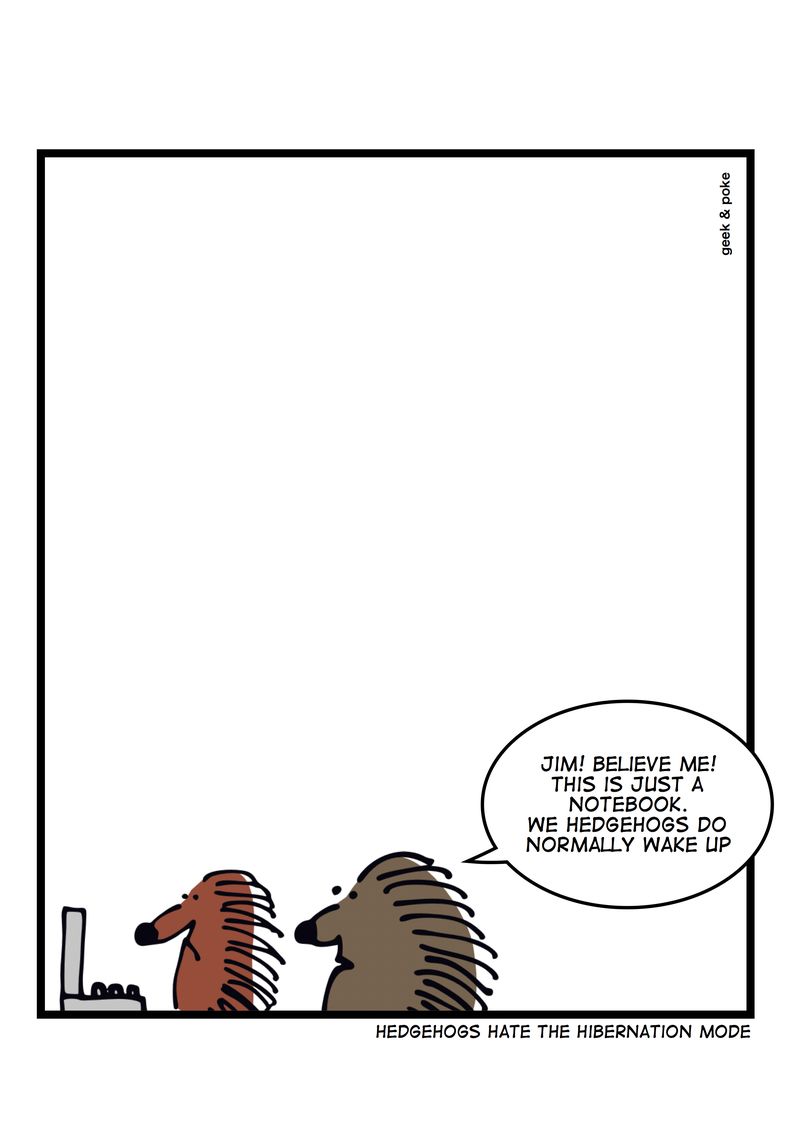 geek & poke
JIM! BELIEVE ME!
THIS IS JUST A
NOTEBOOK.
WE HEDGEHOGS DO
NORMALLY WAKE UP
HEDGEHOGS HATE THE HIBERNATION MODE